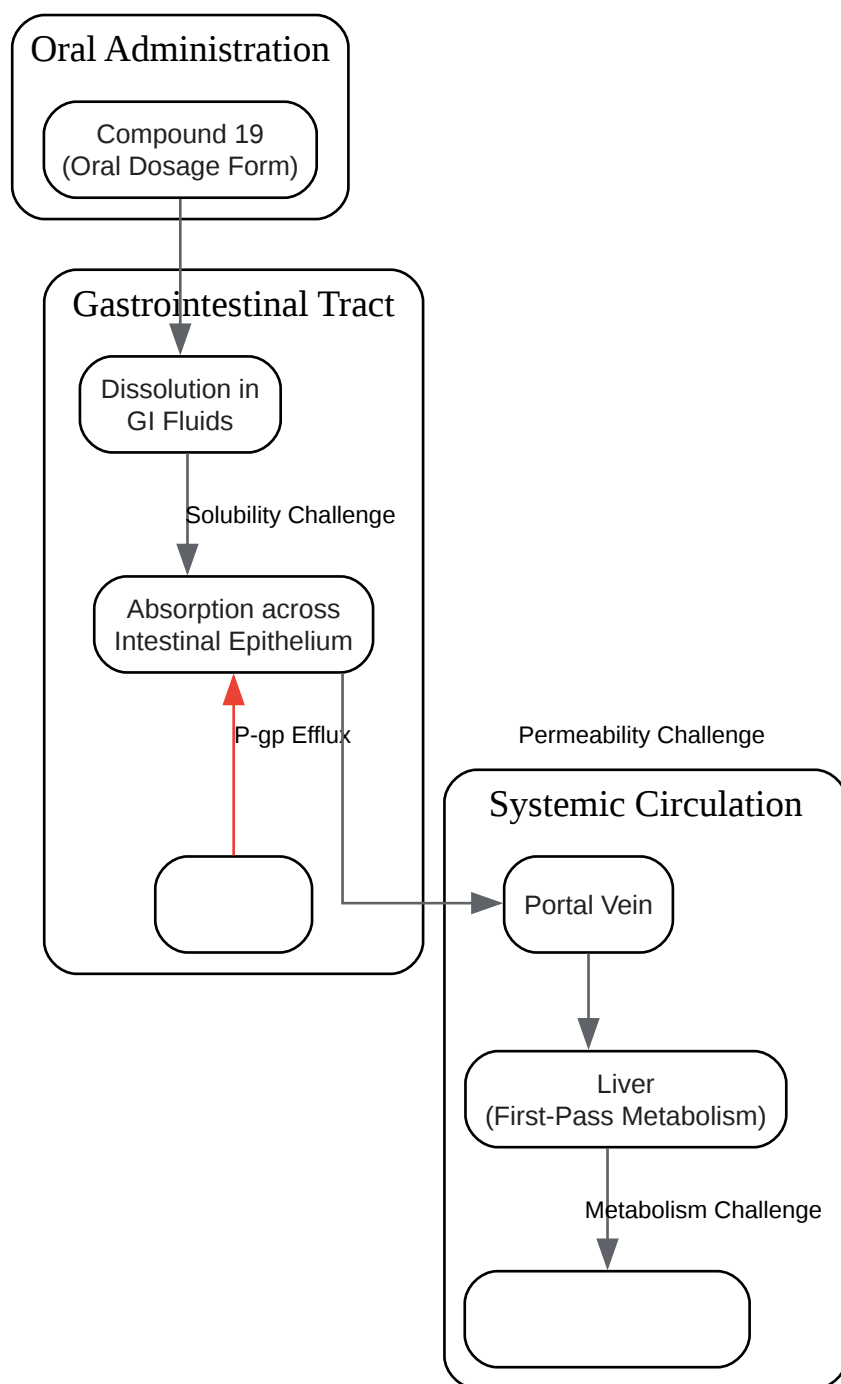 Oral Administration
Compound 19
(Oral Dosage Form)
Gastrointestinal Tract
Dissolution in
GI Fluids
Solubility Challenge
Absorption across
Intestinal Epithelium
P-gp Efflux
Permeability Challenge
Systemic Circulation
Portal Vein
Liver
(First-Pass Metabolism)
Metabolism Challenge